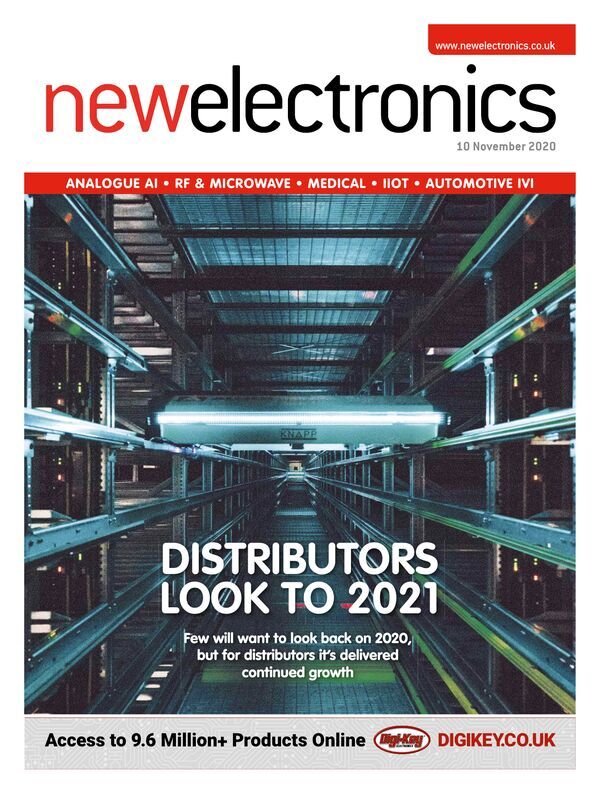 www.newelectronics.co.uk
newelectronics
10 November 2020
ANALOGUE AI • RF & MICROWAVE • MEDICAL • IIOT • AUTOMOTIVE IVI
KNAPP
DISTRIBUTORS
LOOK TO 2021
Few will want to look back on 2020,
but for distributors it's delivered
continued growth
Access to 9.6 Million+ Products Online Digi-Key ELECTRONICS DIGIKEY.CO.UK